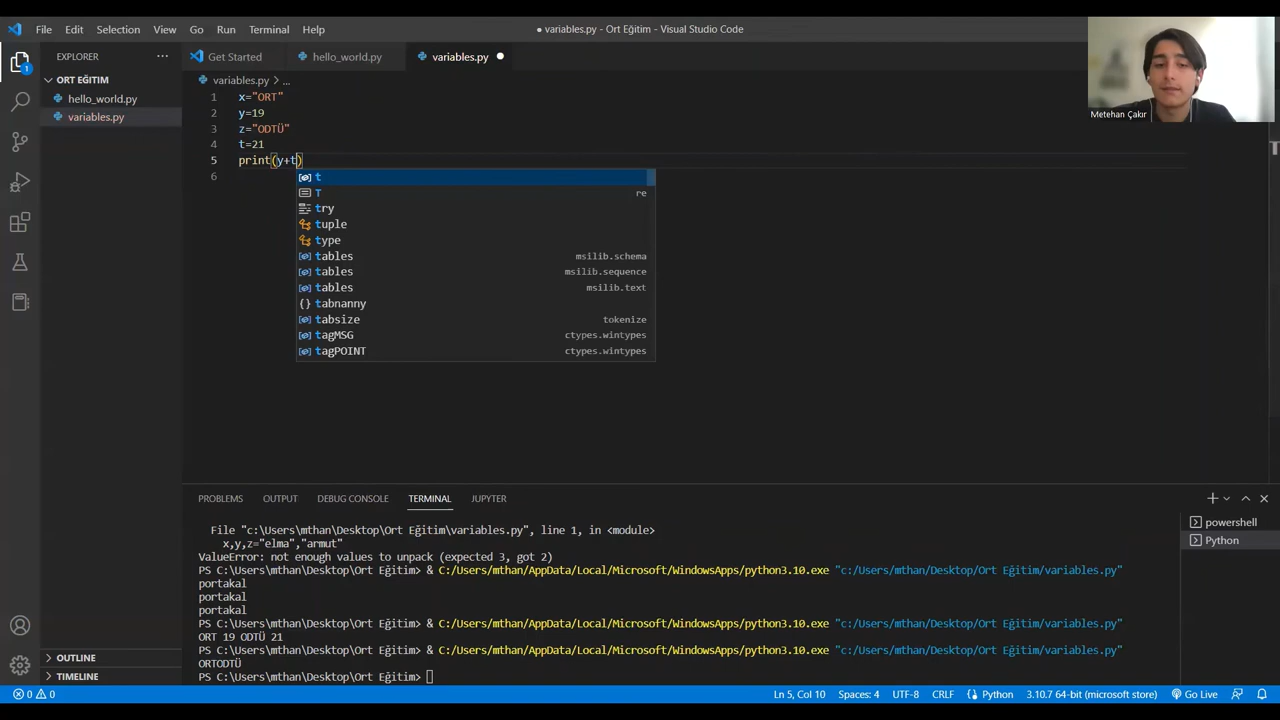 File Edit Selection View Go Run Terminal Help
● variables.py - Ort Eğitim - Visual Studio Code
Metehan Çakır
EXPLORER ...
ORT EĞITIM
hello_world.py
variables.py
OUTLINE
TIMELINE
Get Started hello_world.py variables.py
variables.py > ...
1 x="ORT"
2 y=19
3 z="ODTÜ"
4 t=21
5 print(y+t)
6
t
T re
try
tuple
type
tables msilib.schema
tables msilib.sequence
tables msilib.text
{} tabnanny
tabsize tokenize
tagMSG ctypes.wintypes
tagPOINT ctypes.wintypes
PROBLEMS OUTPUT DEBUG CONSOLE TERMINAL JUPYTER
File "c:\Users\mthan\Desktop\Ort Eğitim\variables.py", line 1, in <module>
x,y,z="elma","armut"
ValueError: not enough values to unpack (expected 3, got 2)
PS C:\Users\mthan\Desktop\Ort Eğitim> & C:/Users/mthan/AppData/Local/Microsoft/WindowsApps/python3.10.exe "c:/Users/mthan/Desktop/Ort Eğitim/variables.py"
portakal
portakal
portakal
PS C:\Users\mthan\Desktop\Ort Eğitim> & C:/Users/mthan/AppData/Local/Microsoft/WindowsApps/python3.10.exe "c:/Users/mthan/Desktop/Ort Eğitim/variables.py"
ORT 19 ODTÜ 21
PS C:\Users\mthan\Desktop\Ort Eğitim> & C:/Users/mthan/AppData/Local/Microsoft/WindowsApps/python3.10.exe "c:/Users/mthan/Desktop/Ort Eğitim/variables.py"
ORTODTÜ
PS C:\Users\mthan\Desktop\Ort Eğitim>
powershell
Python
0 0 Ln 5, Col 10 Spaces: 4 UTF-8 CRLF Python 3.10.7 64-bit (microsoft store) Go Live
1